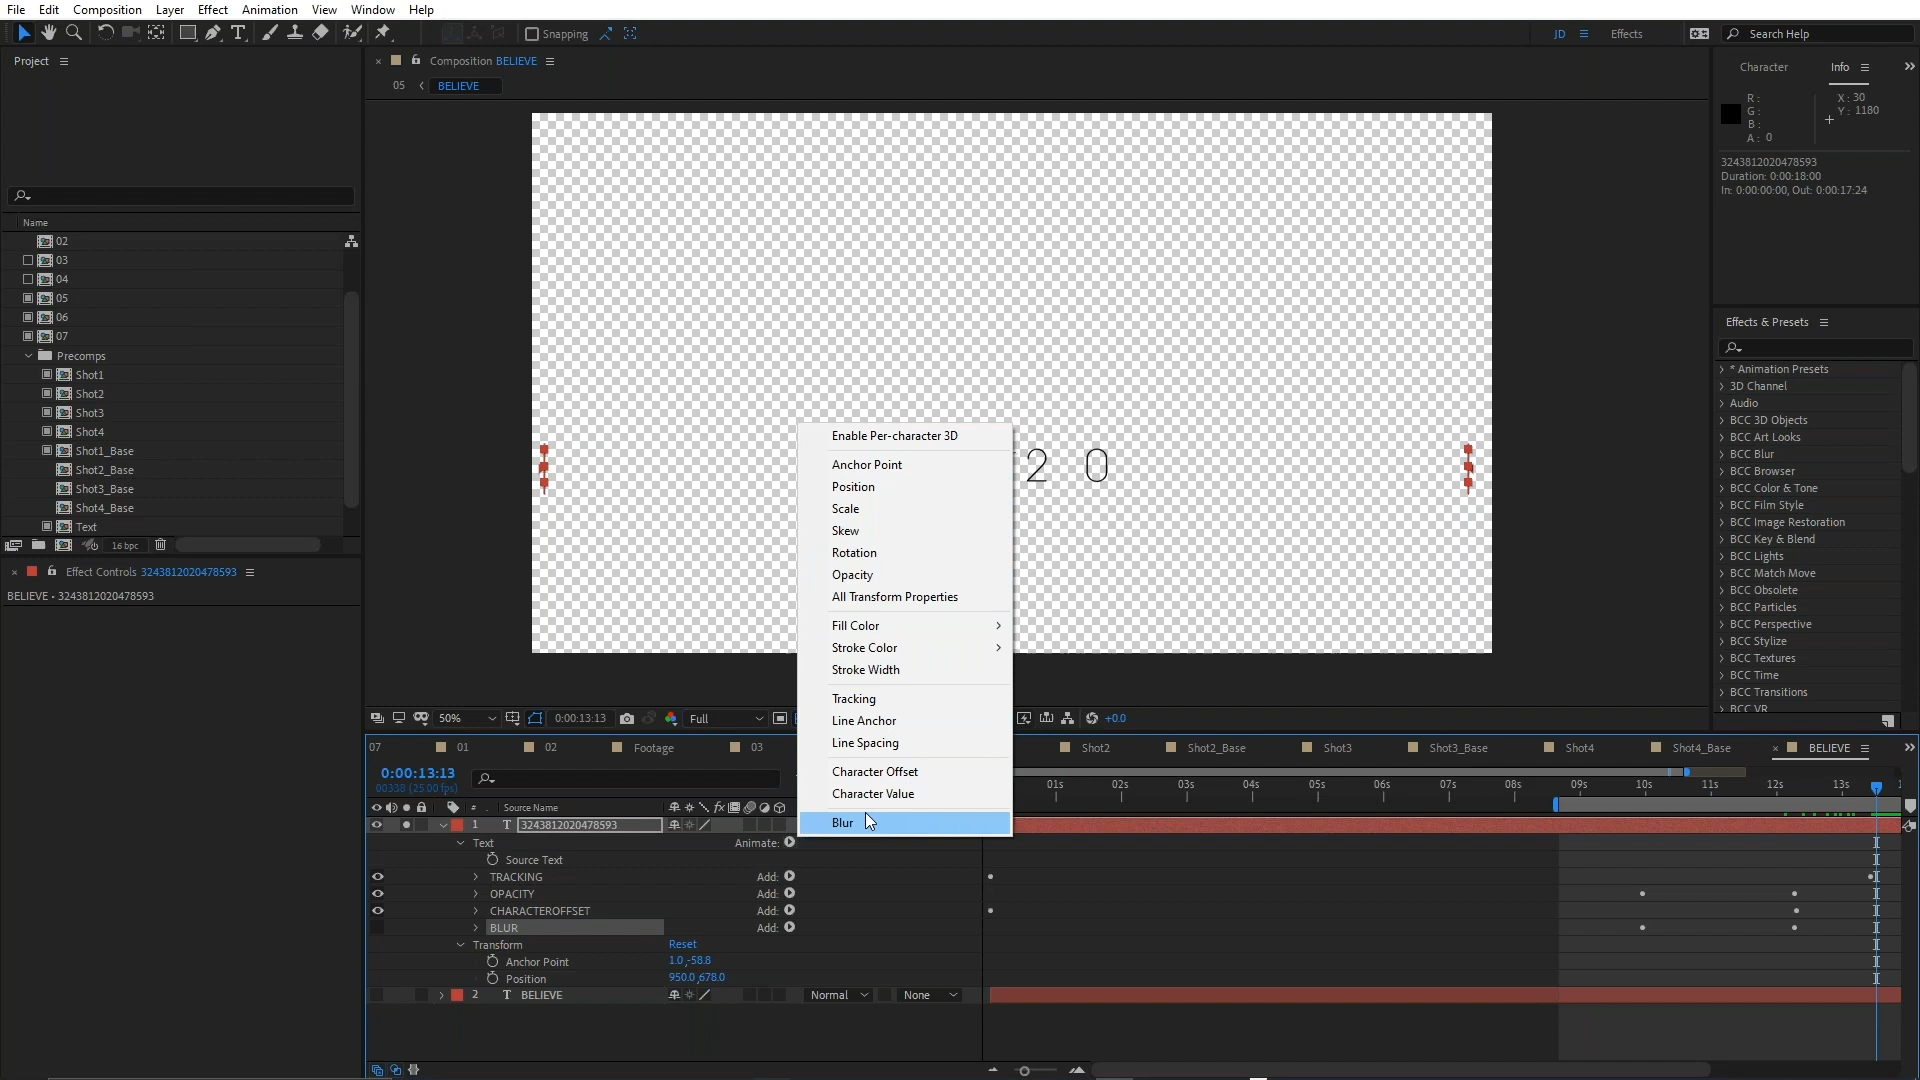 File Edit Composition Layer Effect Animation View Window Help
Snapping JD Effects Search Help
Project
Composition BELIEVE
05 BELIEVE
Character Info
R :
G :
B :
A : 0
X : 30
Y : 1180
3243812020478593
Duration: 0:00:18:00
In: 0:00:00:00, Out: 0:00:17:24
Name
02
03
04
05
06
07
Precomps
Shot1
Shot2
Shot3
Shot4
Shot1_Base
Shot2_Base
Shot3_Base
Shot4_Base
Text
16 bpc
Effect Controls 3243812020478593
BELIEVE • 3243812020478593
2 0
Enable Per-character 3D
Anchor Point
Position
Scale
Skew
Rotation
Opacity
All Transform Properties
Fill Color
Stroke Color
Stroke Width
Tracking
Line Anchor
Line Spacing
Character Offset
Character Value
Blur
Effects & Presets
* Animation Presets
3D Channel
Audio
BCC 3D Objects
BCC Art Looks
BCC Blur
BCC Browser
BCC Color & Tone
BCC Film Style
BCC Image Restoration
BCC Key & Blend
BCC Lights
BCC Match Move
BCC Obsolete
BCC Particles
BCC Perspective
BCC Stylize
BCC Textures
BCC Time
BCC Transitions
BCC VR
50% 0:00:13:13 Full +0.0
07 01 02 Footage 03 Shot2 Shot2_Base Shot3 Shot3_Base Shot4 Shot4_Base BELIEVE
0:00:13:13
00338 (25.00 fps)
01s 02s 03s 04s 05s 06s 07s 08s 09s 10s 11s 12s 13s
# Source Name fx
1 T 3243812020478593
Text Animate:
Source Text
TRACKING Add:
OPACITY Add:
CHARACTEROFFSET Add:
BLUR Add:
Transform Reset
Anchor Point 1.0,-58.8
Position 950.0,678.0
2 T BELIEVE Normal None